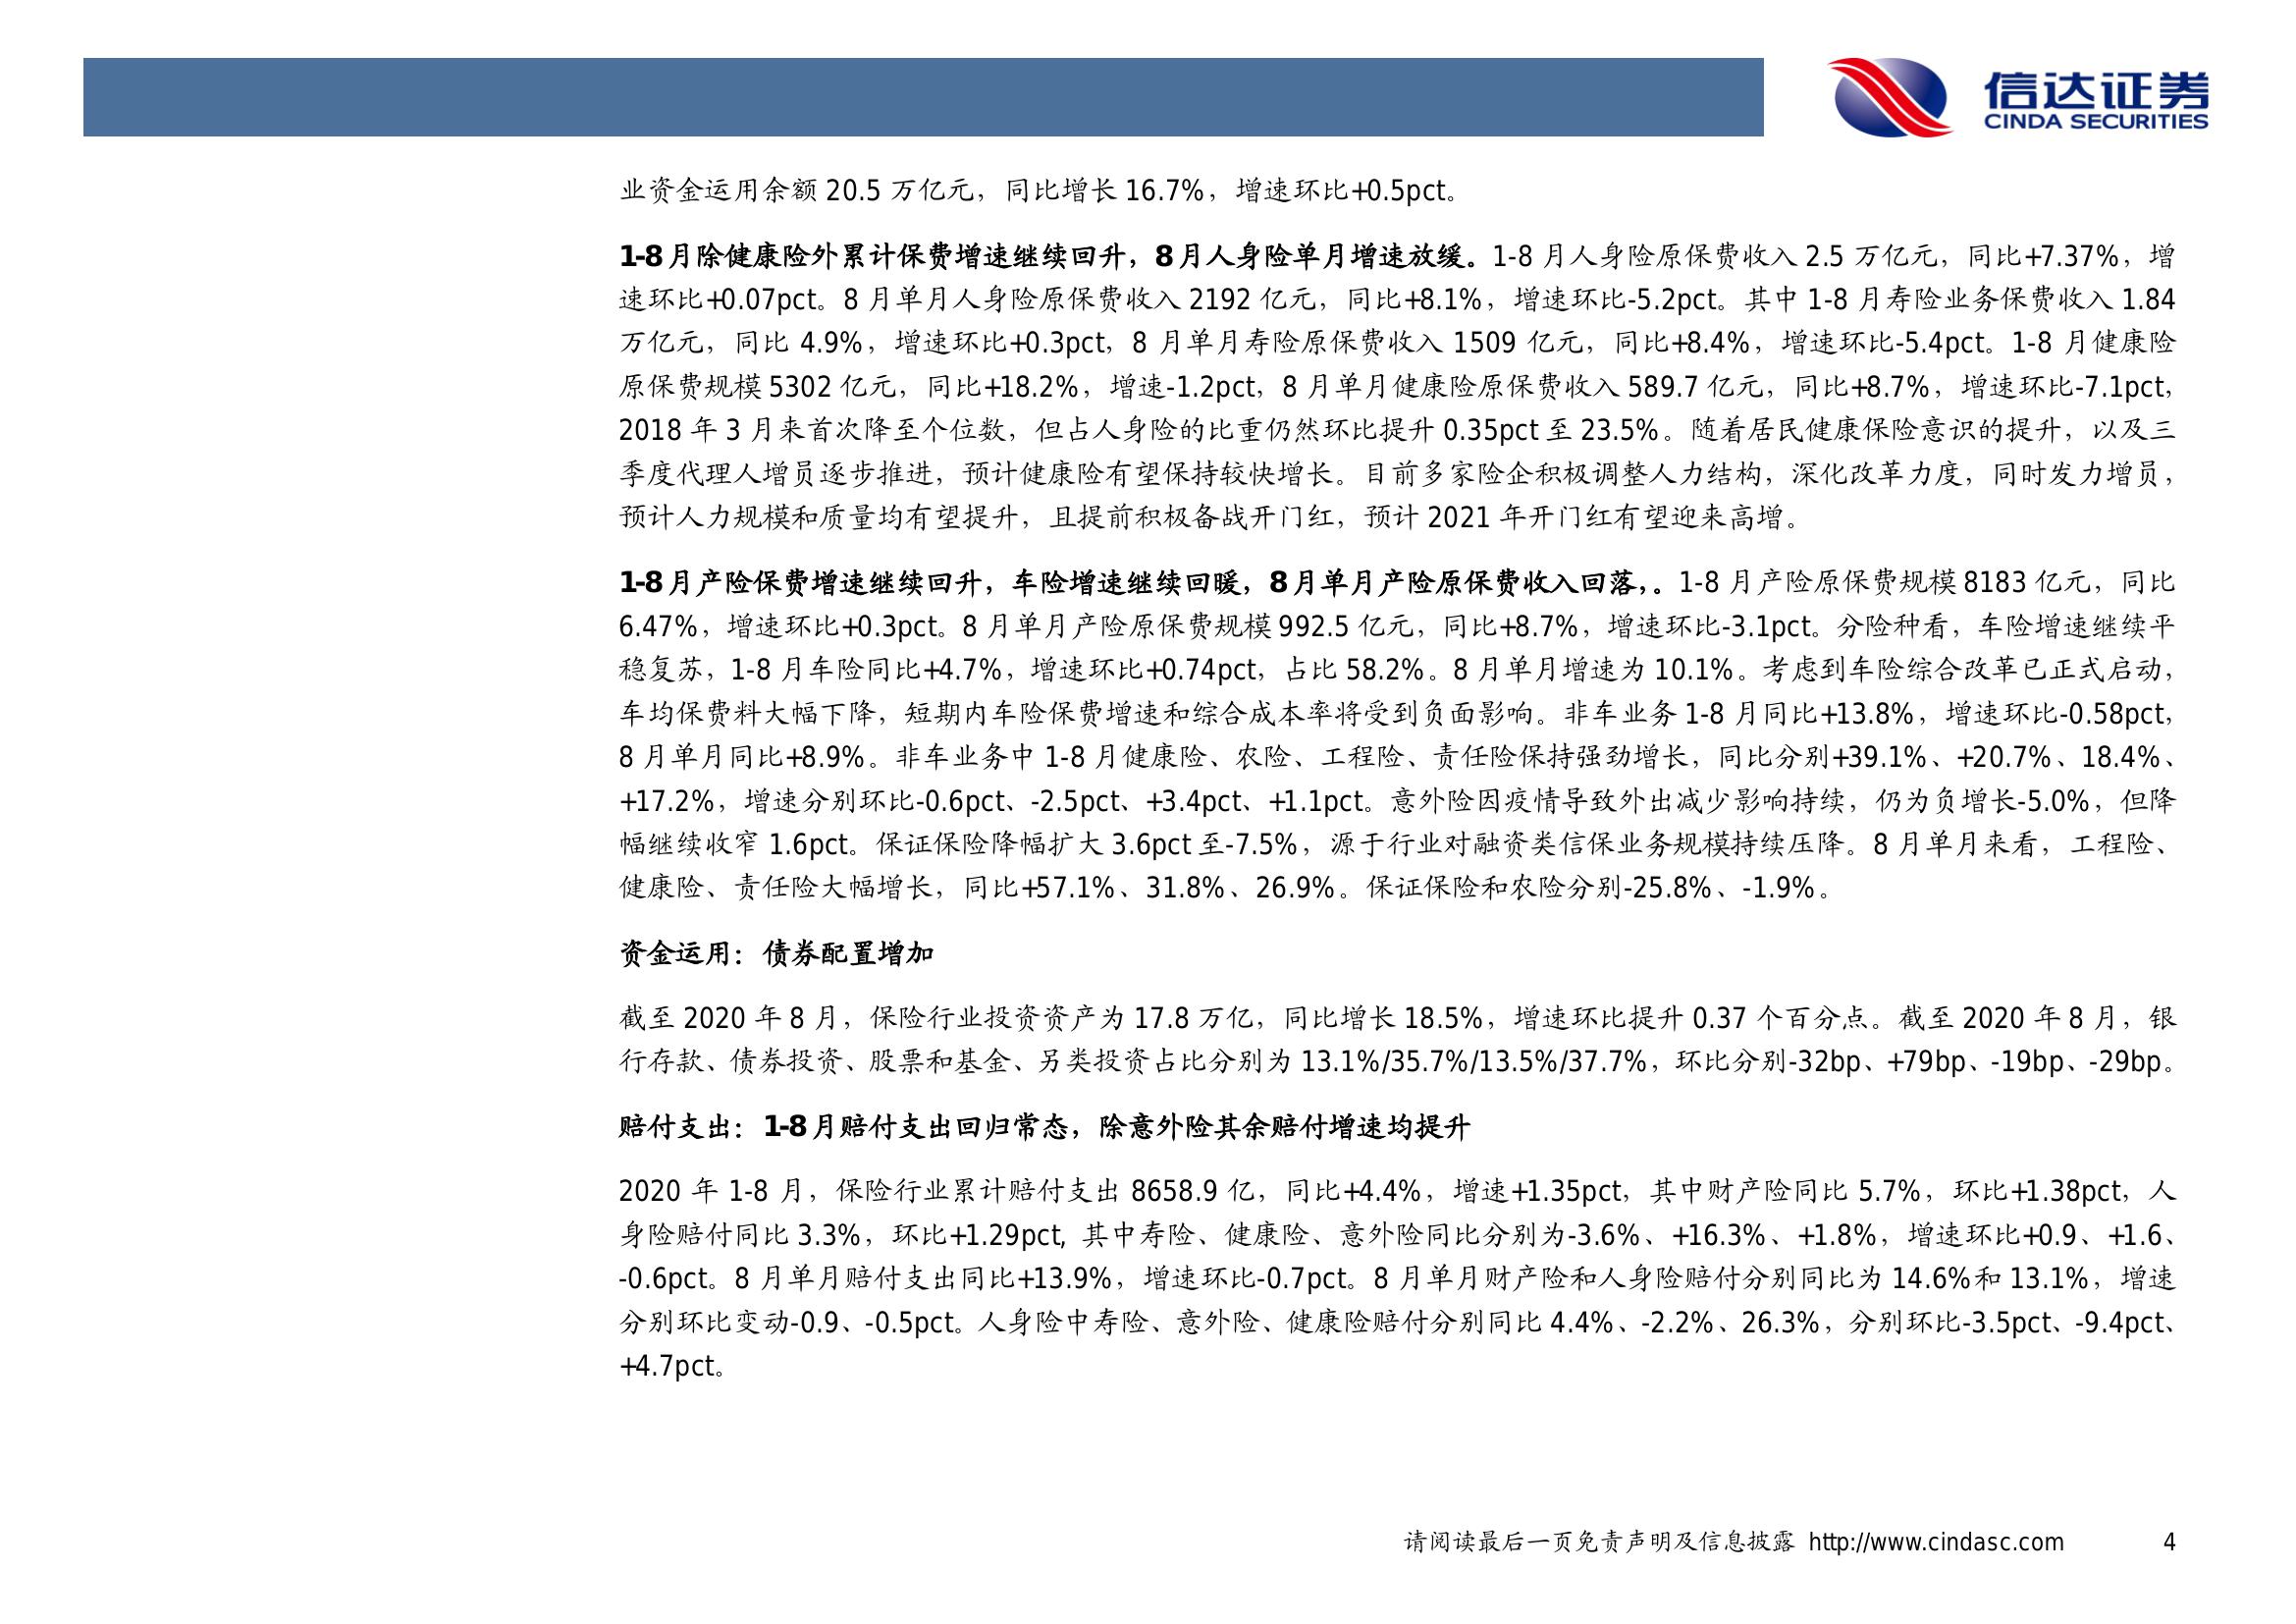 信达证券
CINDA SECURITIES
业资金运用余额 20.5 万亿元，同比增长 16.7%，增速环比+0.5pct。
1-8 月除健康险外累计保费增速继续回升，8 月人身险单月增速放缓。1-8 月人身险原保费收入 2.5 万亿元，同比+7.37%，增
速环比+0.07pct。8 月单月人身险原保费收入 2192 亿元，同比+8.1%，增速环比-5.2pct。其中 1-8 月寿险业务保费收入 1.84
万亿元，同比 4.9%，增速环比+0.3pct，8 月单月寿险原保费收入 1509 亿元，同比+8.4%，增速环比-5.4pct。1-8 月健康险
原保费规模 5302 亿元，同比+18.2%，增速-1.2pct，8 月单月健康险原保费收入 589.7 亿元，同比+8.7%，增速环比-7.1pct，
2018 年 3 月来首次降至个位数，但占人身险的比重仍然环比提升 0.35pct 至 23.5%。随着居民健康保险意识的提升，以及三
季度代理人增员逐步推进，预计健康险有望保持较快增长。目前多家险企积极调整人力结构，深化改革力度，同时发力增员，
预计人力规模和质量均有望提升，且提前积极备战开门红，预计 2021 年开门红有望迎来高增。
1-8 月产险保费增速继续回升，车险增速继续回暖，8 月单月产险原保费收入回落，。1-8 月产险原保费规模 8183 亿元，同比
6.47%，增速环比+0.3pct。8 月单月产险原保费规模 992.5 亿元，同比+8.7%，增速环比-3.1pct。分险种看，车险增速继续平
稳复苏，1-8 月车险同比+4.7%，增速环比+0.74pct，占比 58.2%。8 月单月增速为 10.1%。考虑到车险综合改革已正式启动，
车均保费料大幅下降，短期内车险保费增速和综合成本率将受到负面影响。非车业务 1-8 月同比+13.8%，增速环比-0.58pct，
8 月单月同比+8.9%。非车业务中 1-8 月健康险、农险、工程险、责任险保持强劲增长，同比分别+39.1%、+20.7%、18.4%、
+17.2%，增速分别环比-0.6pct、-2.5pct、+3.4pct、+1.1pct。意外险因疫情导致外出减少影响持续，仍为负增长-5.0%，但降
幅继续收窄 1.6pct。保证保险降幅扩大 3.6pct 至-7.5%，源于行业对融资类信保业务规模持续压降。8 月单月来看，工程险、
健康险、责任险大幅增长，同比+57.1%、31.8%、26.9%。保证保险和农险分别-25.8%、-1.9%。
资金运用：债券配置增加
截至 2020 年 8 月，保险行业投资资产为 17.8 万亿，同比增长 18.5%，增速环比提升 0.37 个百分点。截至 2020 年 8 月，银
行存款、债券投资、股票和基金、另类投资占比分别为 13.1%/35.7%/13.5%/37.7%，环比分别-32bp、+79bp、-19bp、-29bp。
赔付支出：1-8 月赔付支出回归常态，除意外险其余赔付增速均提升
2020 年 1-8 月，保险行业累计赔付支出 8658.9 亿，同比+4.4%，增速+1.35pct，其中财产险同比 5.7%，环比+1.38pct，人
身险赔付同比 3.3%，环比+1.29pct, 其中寿险、健康险、意外险同比分别为-3.6%、+16.3%、+1.8%，增速环比+0.9、+1.6、
-0.6pct。8 月单月赔付支出同比+13.9%，增速环比-0.7pct。8 月单月财产险和人身险赔付分别同比为 14.6%和 13.1%，增速
分别环比变动-0.9、-0.5pct。人身险中寿险、意外险、健康险赔付分别同比 4.4%、-2.2%、26.3%，分别环比-3.5pct、-9.4pct、
+4.7pct。
请阅读最后一页免责声明及信息披露 http://www.cindasc.com 4